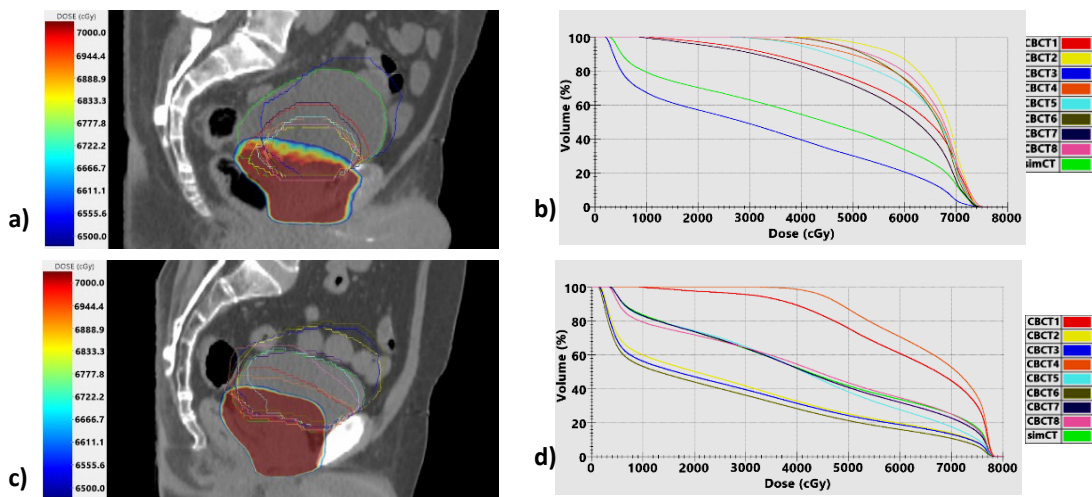 DOSE (cGy)
7000.0
6944.4
6888.9
6833.3
6777.8
6722.2
6666.7
6611.1
6555.6
6500.0
a)
b)
Volume (%)
100
80
60
40
20
0
0 1000 2000 3000 4000 5000 6000 7000 8000
Dose (cGy)
CBCT1
CBCT2
CBCT3
CBCT4
CBCT5
CBCT6
CBCT7
CBCT8
simCT
DOSE (cGy)
7000.0
6944.4
6888.9
6833.3
6777.8
6722.2
6666.7
6611.1
6555.6
6500.0
c)
d)
Volume (%)
100
80
60
40
20
0
0 1000 2000 3000 4000 5000 6000 7000 8000
Dose (cGy)
CBCT1
CBCT2
CBCT3
CBCT4
CBCT5
CBCT6
CBCT7
CBCT8
simCT